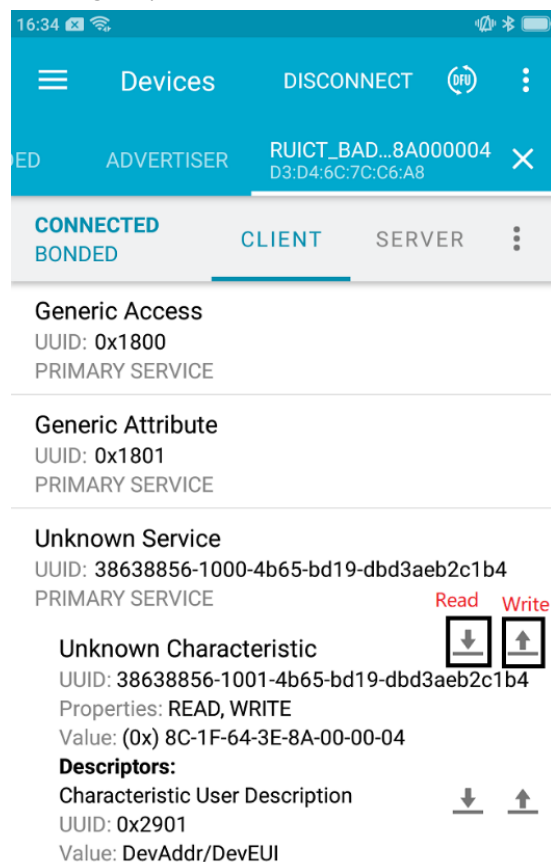 16:34
Devices DISCONNECT DFU
ED ADVERTISER RUICT_BAD...8A000004
D3:D4:6C:7C:C6:A8
CONNECTED
BONDED CLIENT SERVER
Generic Access
UUID: 0x1800
PRIMARY SERVICE
Generic Attribute
UUID: 0x1801
PRIMARY SERVICE
Unknown Service
UUID: 38638856-1000-4b65-bd19-dbd3aeb2c1b4
PRIMARY SERVICE Read Write
Unknown Characteristic
UUID: 38638856-1001-4b65-bd19-dbd3aeb2c1b4
Properties: READ, WRITE
Value: (0x) 8C-1F-64-3E-8A-00-00-04
Descriptors:
Characteristic User Description
UUID: 0x2901
Value: DevAddr/DevEUI